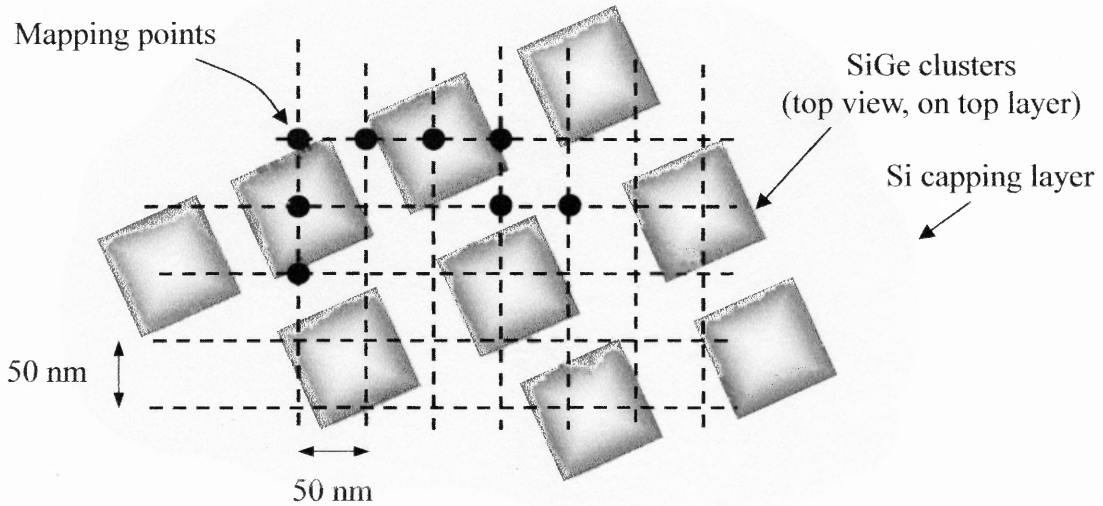 Mapping points
SiGe clusters
(top view, on top layer)
Si capping layer
50 nm
50 nm